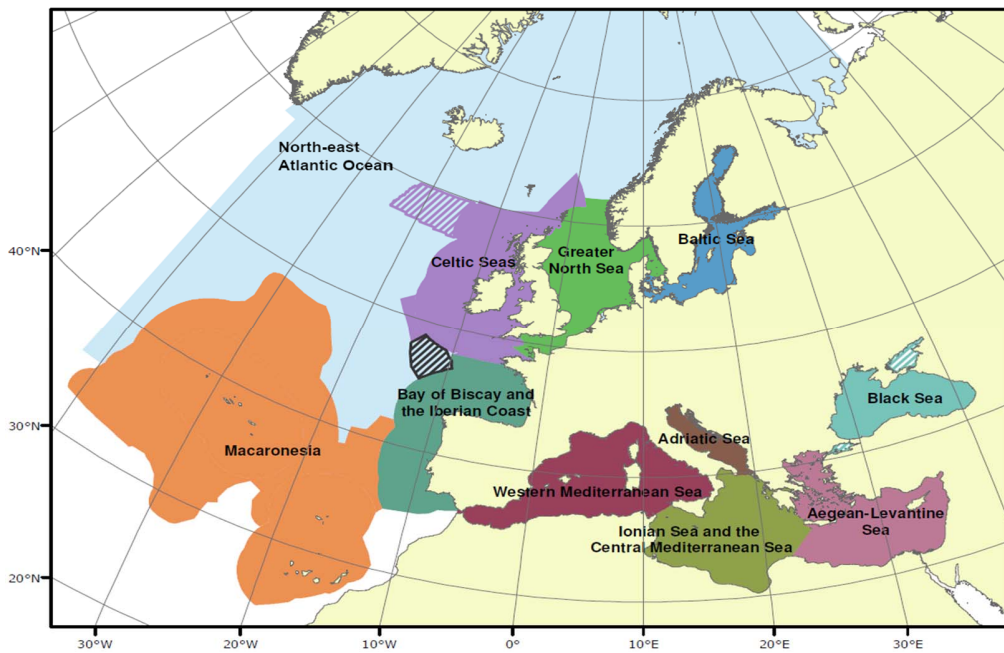 North-east
Atlantic Ocean
40°N
Celtic Seas
Greater
North Sea
Baltic Sea
Bay of Biscay and
the Iberian Coast
Black Sea
30°N
Macaronesia
Adriatic Sea
Western Mediterranean Sea
Aegean-Levantine
Sea
Ionian Sea and the
Central Mediterranean Sea
20°N
30°W
20°W
10°W
0°
10°E
20°E
30°E